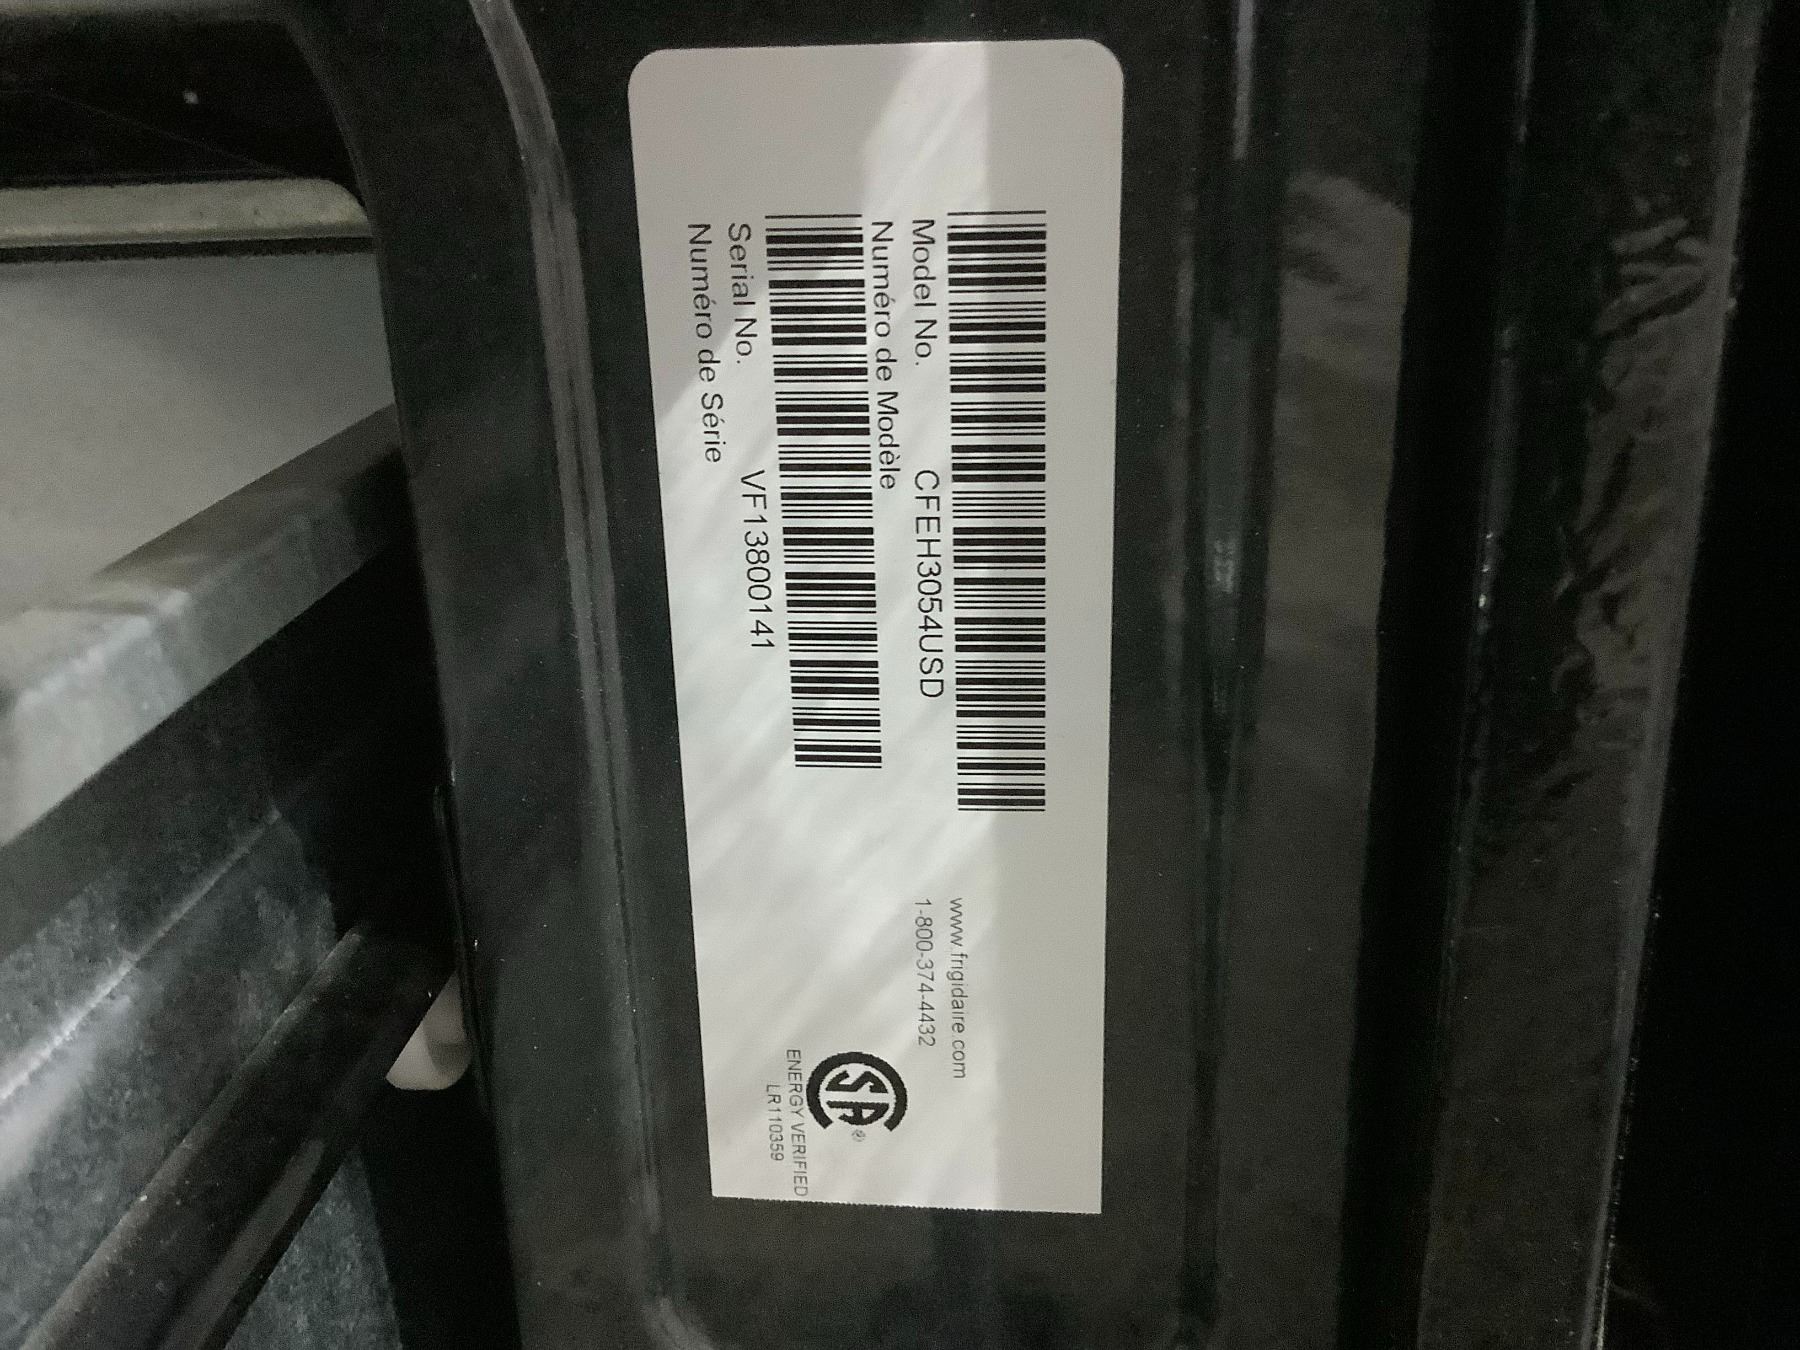 Model No. CFEH3054USD
Numéro de Modèle
Serial No. VF13800141
Numéro de Série
www.frigidaire.com
1-800-374-4432
SA®
ENERGY VERIFIED
LR110359